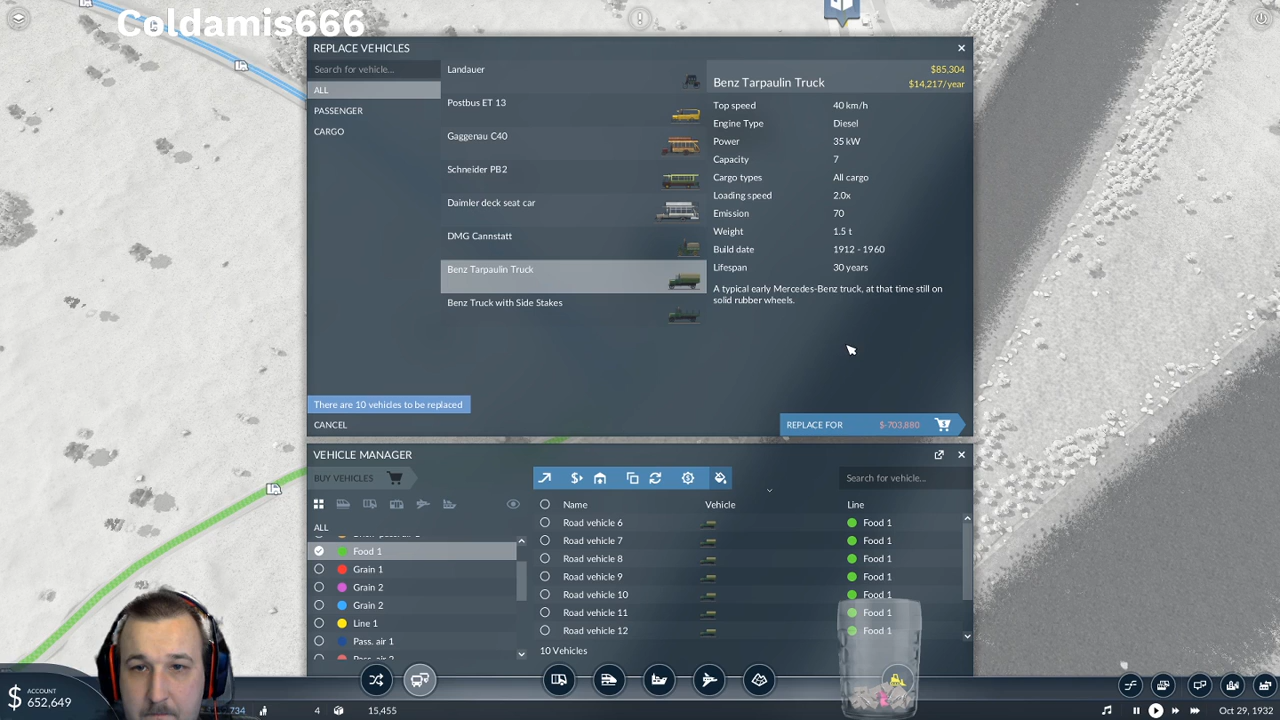 Coldamis666
REPLACE VEHICLES
Search for vehicle...
ALL
PASSENGER
CARGO
Landauer
Postbus ET 13
Gaggenau C40
Schneider PB2
Daimler deck seat car
DMG Cannstatt
Benz Tarpaulin Truck
Benz Truck with Side Stakes
Benz Tarpaulin Truck
$85,304
$14,217/year
Top speed 40 km/h
Engine Type Diesel
Power 35 kW
Capacity 7
Cargo types All cargo
Loading speed 2.0x
Emission 70
Weight 1.5 t
Build date 1912 - 1960
Lifespan 30 years
A typical early Mercedes-Benz truck, at that time still on
solid rubber wheels.
There are 10 vehicles to be replaced
CANCEL
REPLACE FOR $-703,880
VEHICLE MANAGER
BUY VEHICLES
Search for vehicle...
ALL
Food 1
Grain 1
Grain 2
Grain 2
Line 1
Pass. air 1
Pass. air 2
Name Vehicle Line
Road vehicle 6 Food 1
Road vehicle 7 Food 1
Road vehicle 8 Food 1
Road vehicle 9 Food 1
Road vehicle 10 Food 1
Road vehicle 11 Food 1
Road vehicle 12 Food 1
10 Vehicles
$ ACCOUNT
652,649
734 4 15,455
Oct 29, 1932